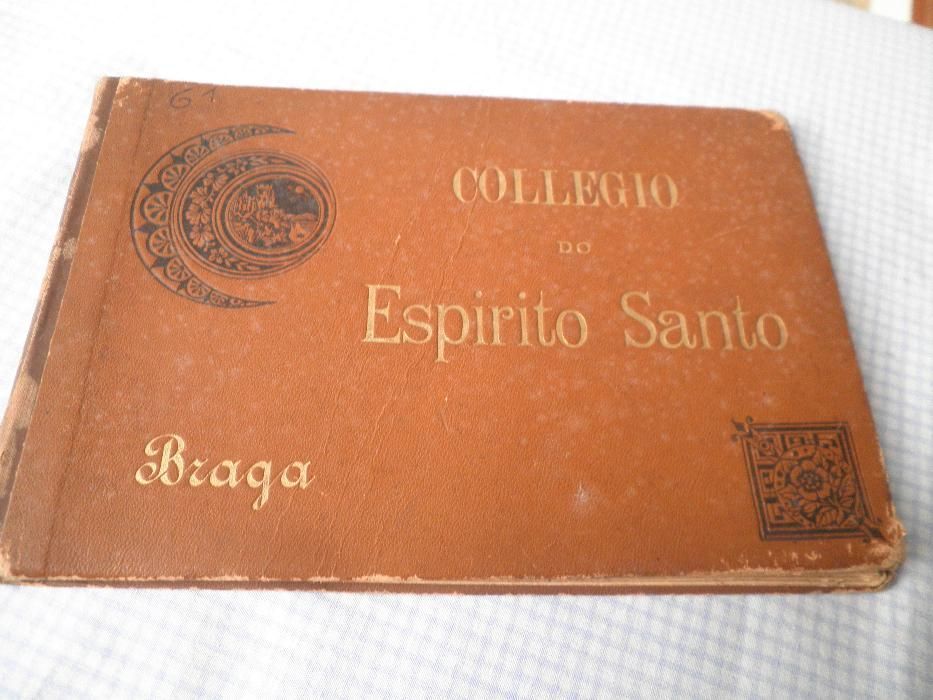 61
COLLEGIO
DO
Espirito Santo
Braga